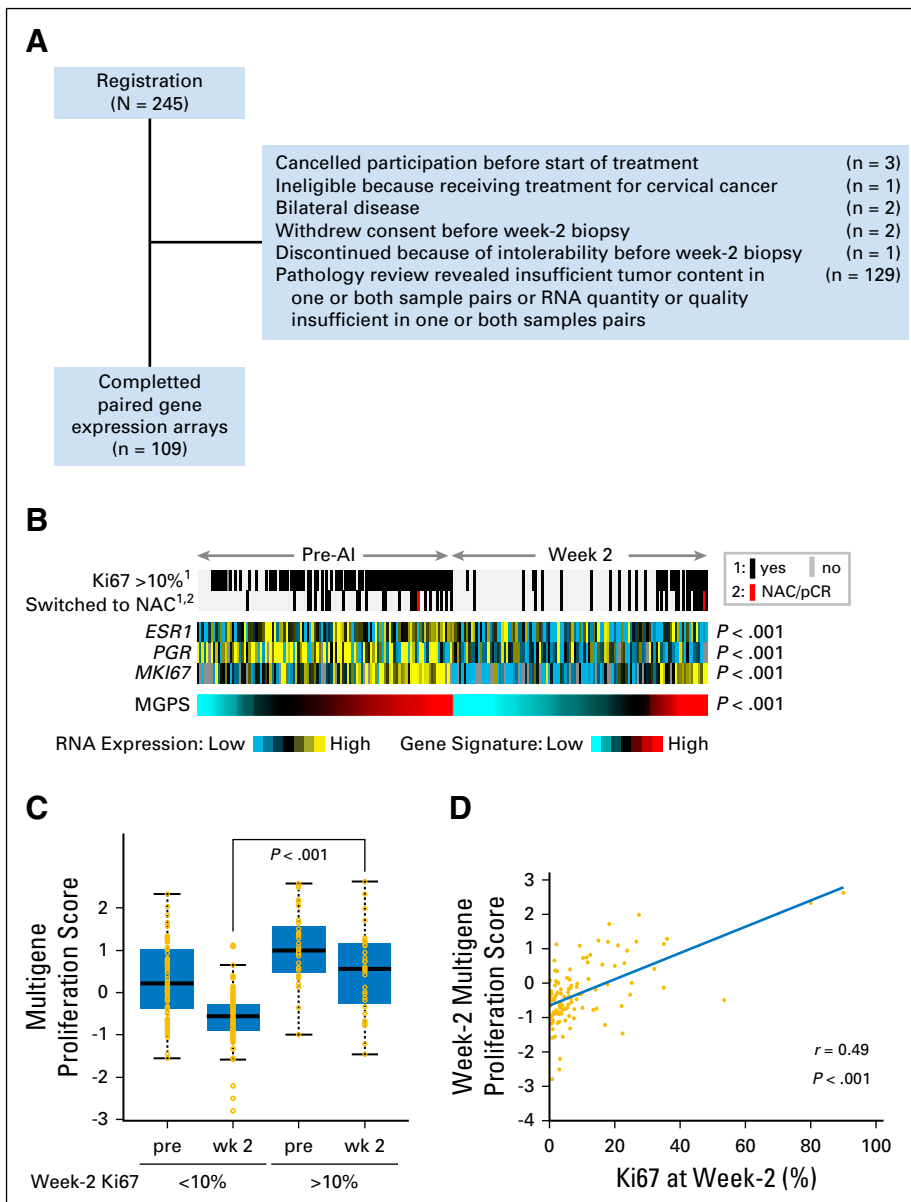 A
Registration
(N = 245)
Cancelled participation before start of treatment (n = 3)
Ineligible because receiving treatment for cervical cancer (n = 1)
Bilateral disease (n = 2)
Withdrew consent before week-2 biopsy (n = 2)
Discontinued because of intolerability before week-2 biopsy (n = 1)
Pathology review revealed insufficient tumor content in (n = 129)
one or both sample pairs or RNA quantity or quality
insufficient in one or both samples pairs
Completted
paired gene
expression arrays
(n = 109)
B
Pre-AI Week 2
Ki67 >10%1
Switched to NAC1,2
1: yes no
2: NAC/pCR
ESR1 P < .001
PGR P < .001
MKI67 P < .001
MGPS P < .001
RNA Expression: Low High Gene Signature: Low High
C
Multigene
Proliferation Score
P < .001
3
2
1
0
-1
-2
-3
pre wk 2 pre wk 2
Week-2 Ki67 <10% >10%
D
Week-2 Multigene
Proliferation Score
3
2
1
0
-1
-2
-3
-4
r = 0.49
P < .001
0 20 40 60 80 100
Ki67 at Week-2 (%)